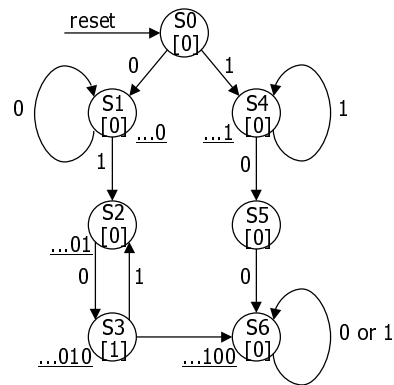 reset
S0
[0]
0
1
0
S1
[0]
...0
...1
S4
[0]
1
1
0
S2
[0]
...01
S5
[0]
0
1
0
S3
[1]
...010
...100
S6
[0]
0 or 1